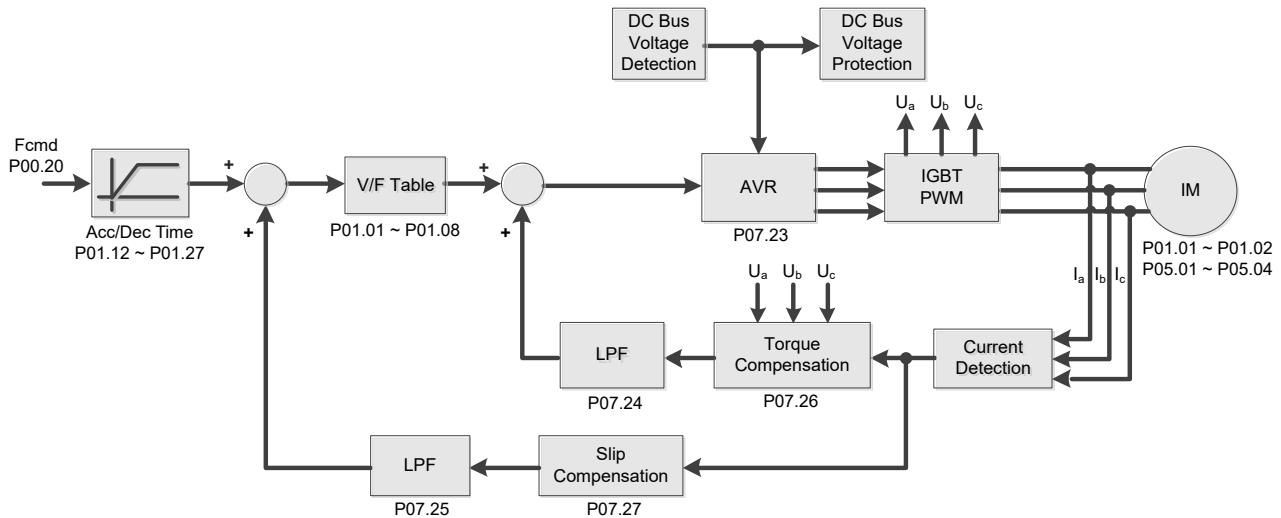 DC Bus
Voltage
Detection
DC Bus
Voltage
Protection
Ua
Ub
Uc
Fcmd
P00.20
+
+
V/F Table
AVR
IGBT
PWM
IM
+
Acc/Dec Time
P01.12 ~ P01.27
P01.01 ~ P01.08
+
P07.23
P01.01 ~ P01.02
P05.01 ~ P05.04
Ua
Ub
Uc
Ia
Ib
Ic
LPF
Torque
Compensation
Current
Detection
P07.24
P07.26
LPF
Slip
Compensation
P07.25
P07.27